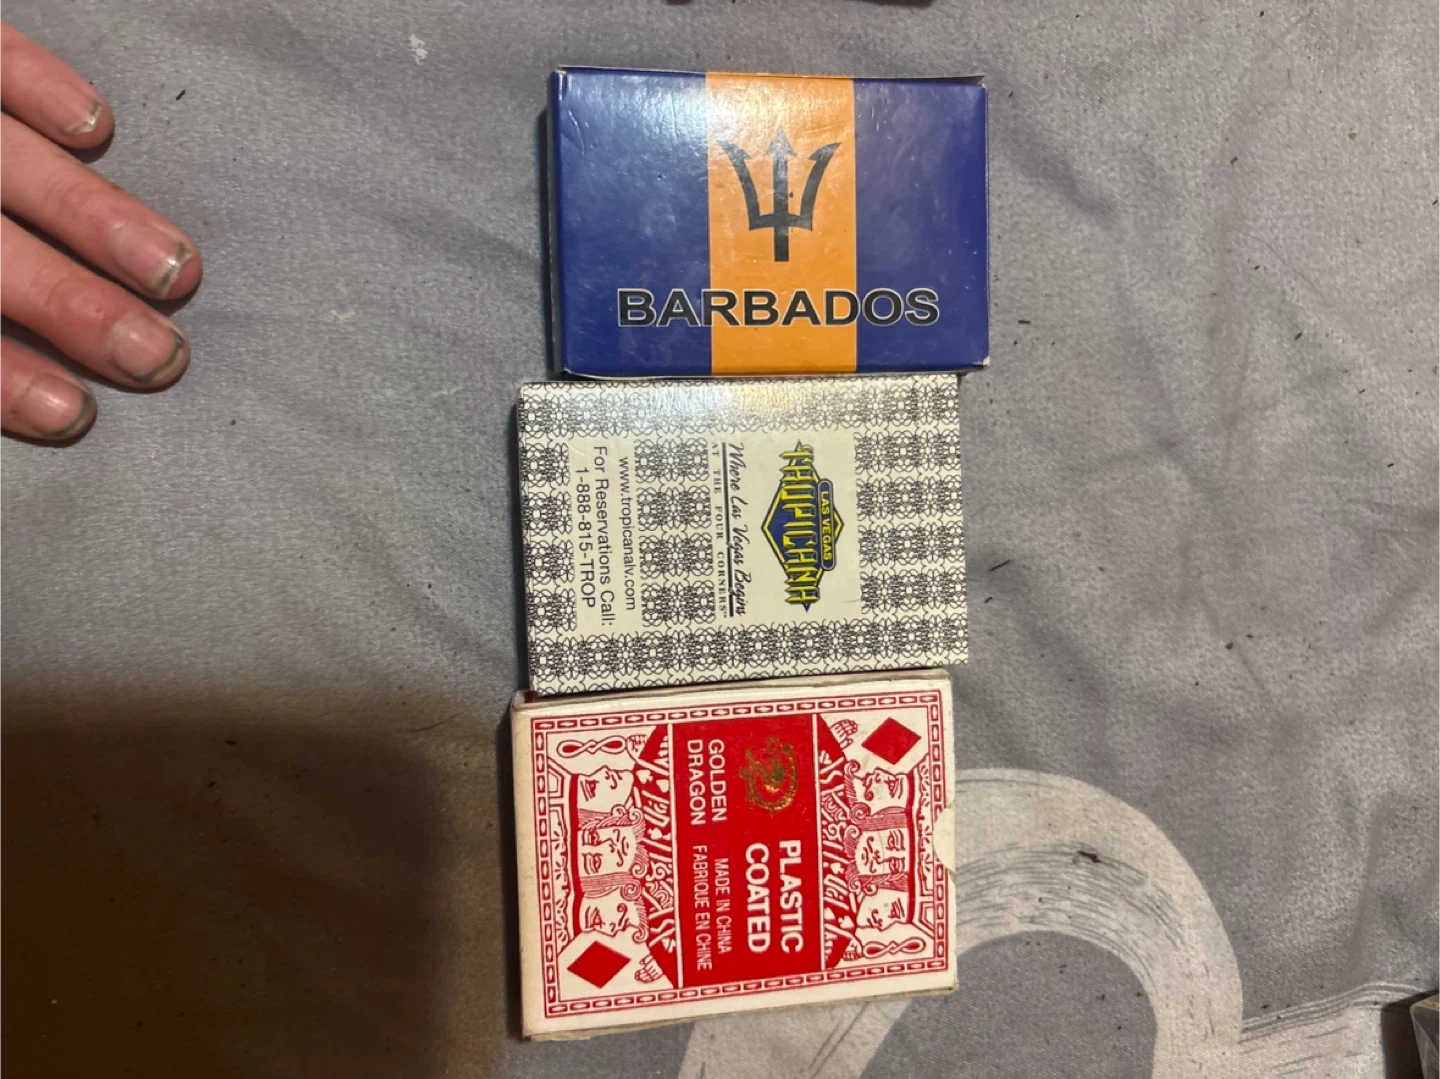 BARBADOS
LAS VEGAS
TROPICANA
Where Las Vegas Begins
AT THE FOUR CORNERS™
www.tropicanalv.com
For Reservations Call:
1-888-815-TROP
PLASTIC
COATED
GOLDEN
DRAGON
MADE IN CHINA
FABRIQUE EN CHINE